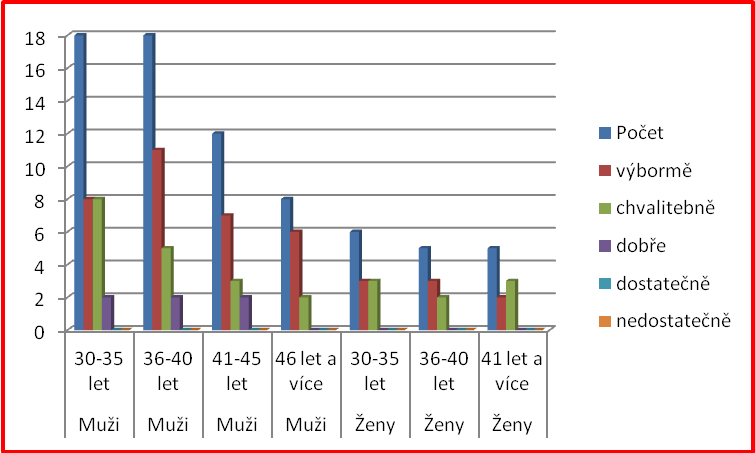 18
16
14
12
10
8
6
4
2
0
30-35 let
36-40 let
41-45 let
46 let a více
30-35 let
36-40 let
41 let a více
Muži Muži Muži Muži Ženy Ženy Ženy
Počet
výbormě
chvalitebně
dobře
dostatečně
nedostatečně